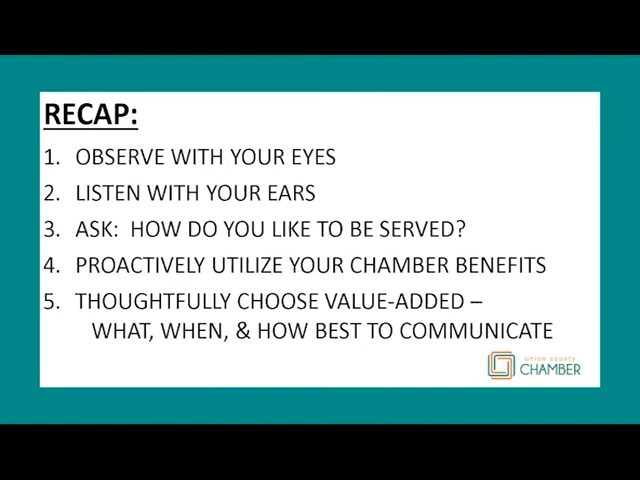 RECAP:
1. OBSERVE WITH YOUR EYES
2. LISTEN WITH YOUR EARS
3. ASK: HOW DO YOU LIKE TO BE SERVED?
4. PROACTIVELY UTILIZE YOUR CHAMBER BENEFITS
5. THOUGHTFULLY CHOOSE VALUE-ADDED –
WHAT, WHEN, & HOW BEST TO COMMUNICATE
union county
CHAMBER